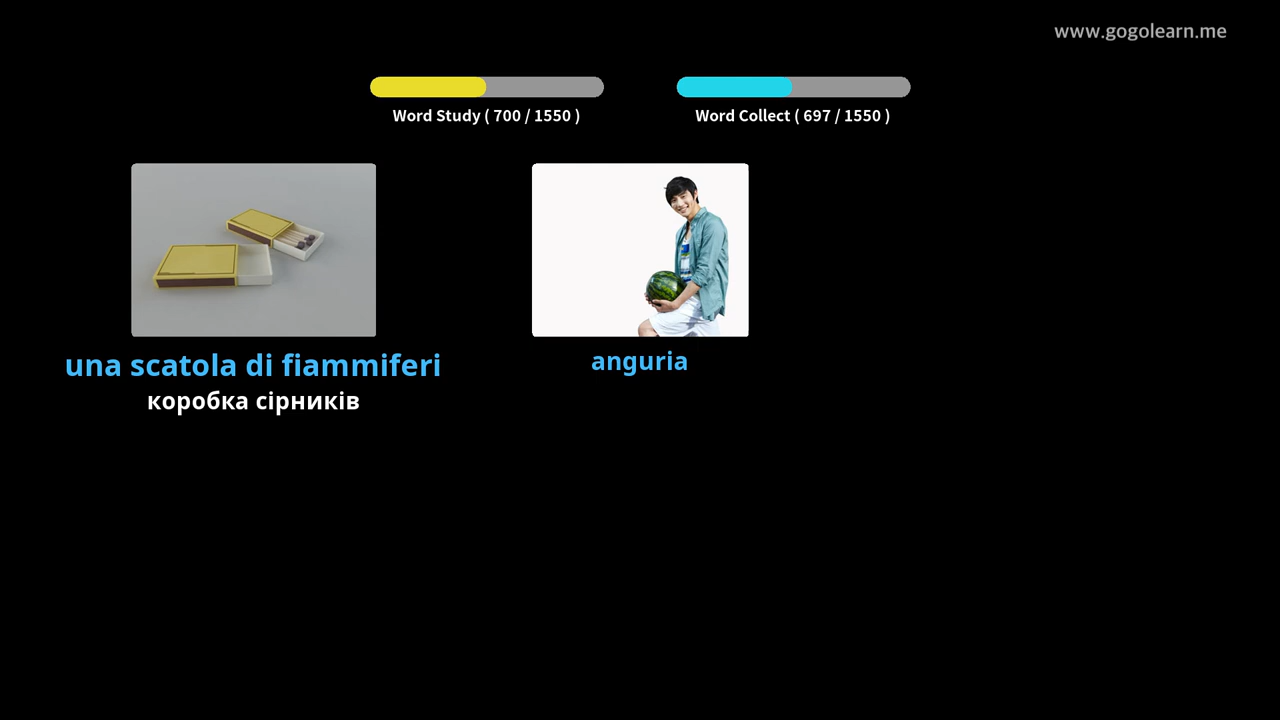 www.gogolearn.me
Word Study ( 700 / 1550 )
Word Collect ( 697 / 1550 )
una scatola di fiammiferi
коробка сірників
anguria